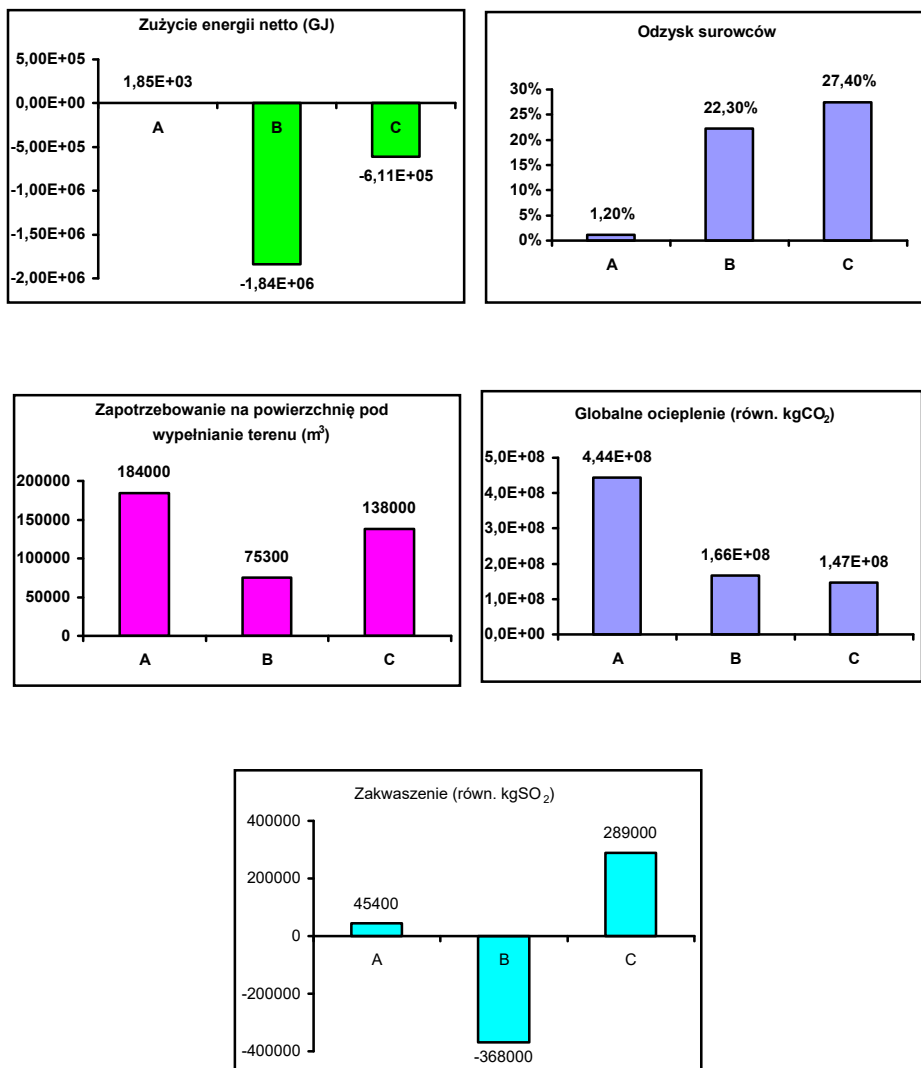 Zużycie energii netto (GJ)
5,00E+05
0,00E+00
-5,00E+05
-1,00E+06
-1,50E+06
-2,00E+06
1,85E+03
-1,84E+06
-6,11E+05
A
B
C
Odzysk surowców
30%
25%
20%
15%
10%
5%
0%
1,20%
22,30%
27,40%
A
B
C
Zapotrzebowanie na powierzchnię pod
wypełnianie terenu (m³)
200000
150000
100000
50000
0
184000
75300
138000
A
B
C
Globalne ocieplenie (równ. kgCO₂)
5,0E+08
4,0E+08
3,0E+08
2,0E+08
1,0E+08
0,0E+00
4,44E+08
1,66E+08
1,47E+08
A
B
C
Zakwaszenie (równ. kgSO₂)
400000
200000
0
-200000
-400000
45400
-368000
289000
A
B
C